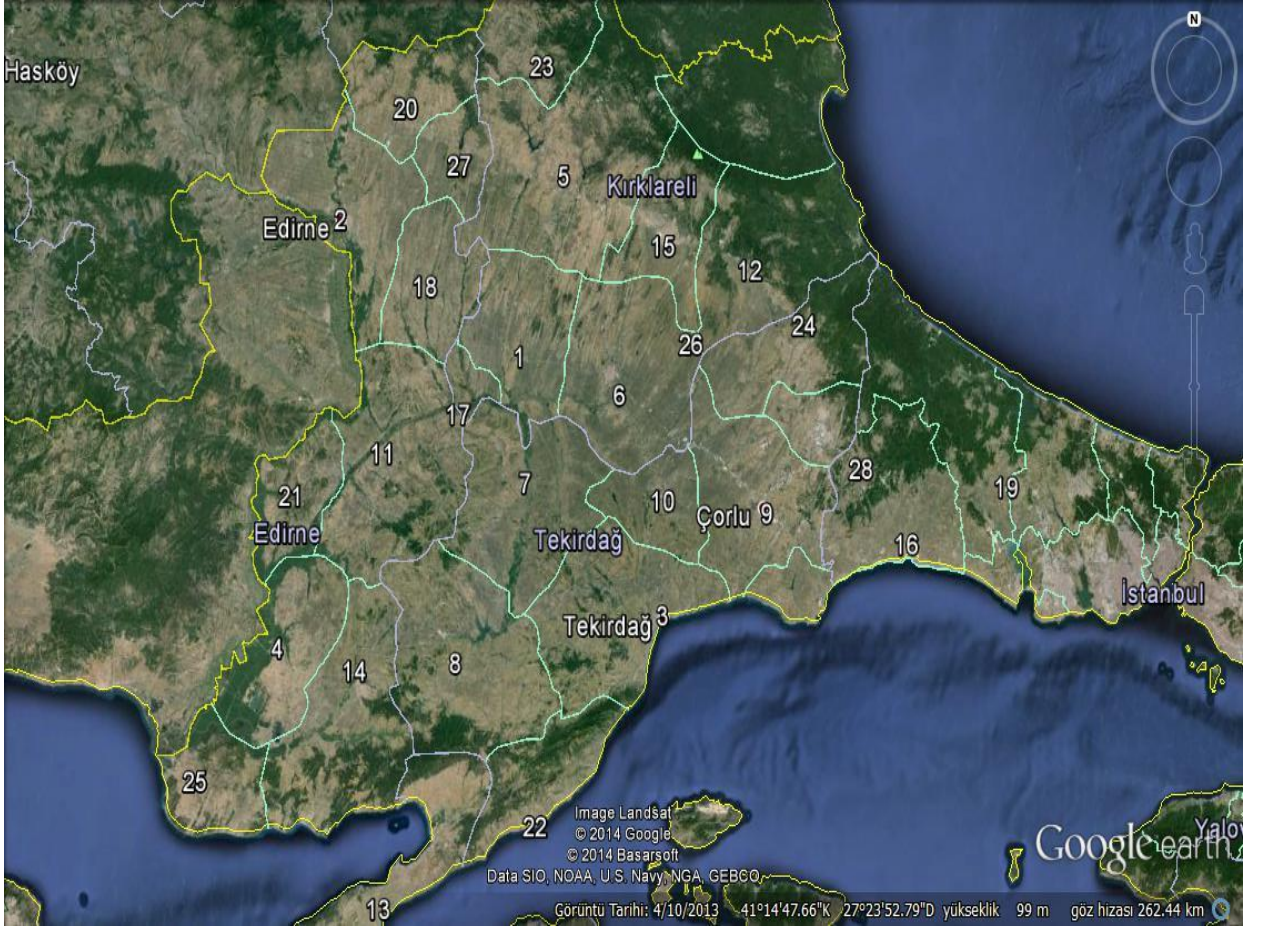 N
Hasköy
23
20
27
5
Kırklareli
Edirne 2
15
12
18
24
26
1
6
17
11
28
7
21
10
Çorlu 9
19
Edirne
Tekirdağ
16
İstanbul
Tekirdağ 3
4
14
8
25
22
Image Landsat
© 2014 Google
© 2014 Basarsoft
Data SIO, NOAA, U.S. Navy, NGA, GEBCO
Google earth
Yalov
13
Görüntü Tarihi: 4/10/2013 41°14'47.66"K 27°23'52.79"D yükseklik 99 m göz hizası 262.44 km